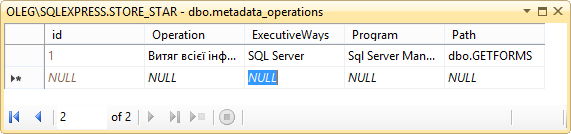 OLEG\SQLEXPRESS.STORE_STAR - dbo.metadata_operations
id Operation ExecutiveWays Program Path
1 Витяг всієї інф... SQL Server Sql Server Man... dbo.GETFORMS
NULL NULL NULL NULL NULL
2 of 2